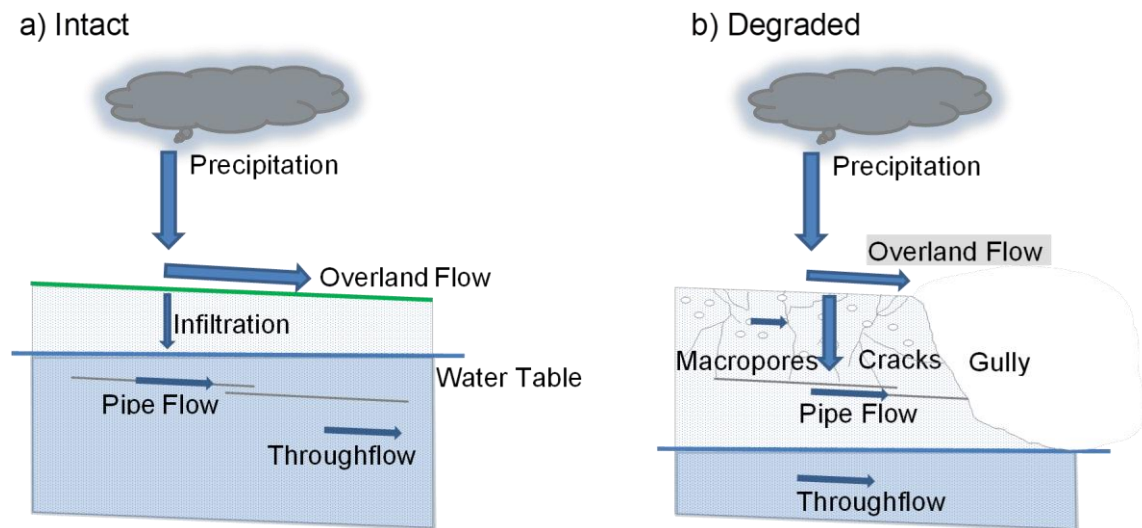 a) Intact
Precipitation
Overland Flow
Infiltration
Water Table
Pipe Flow
Throughflow
b) Degraded
Precipitation
Overland Flow
Macropores
Cracks
Gully
Pipe Flow
Throughflow